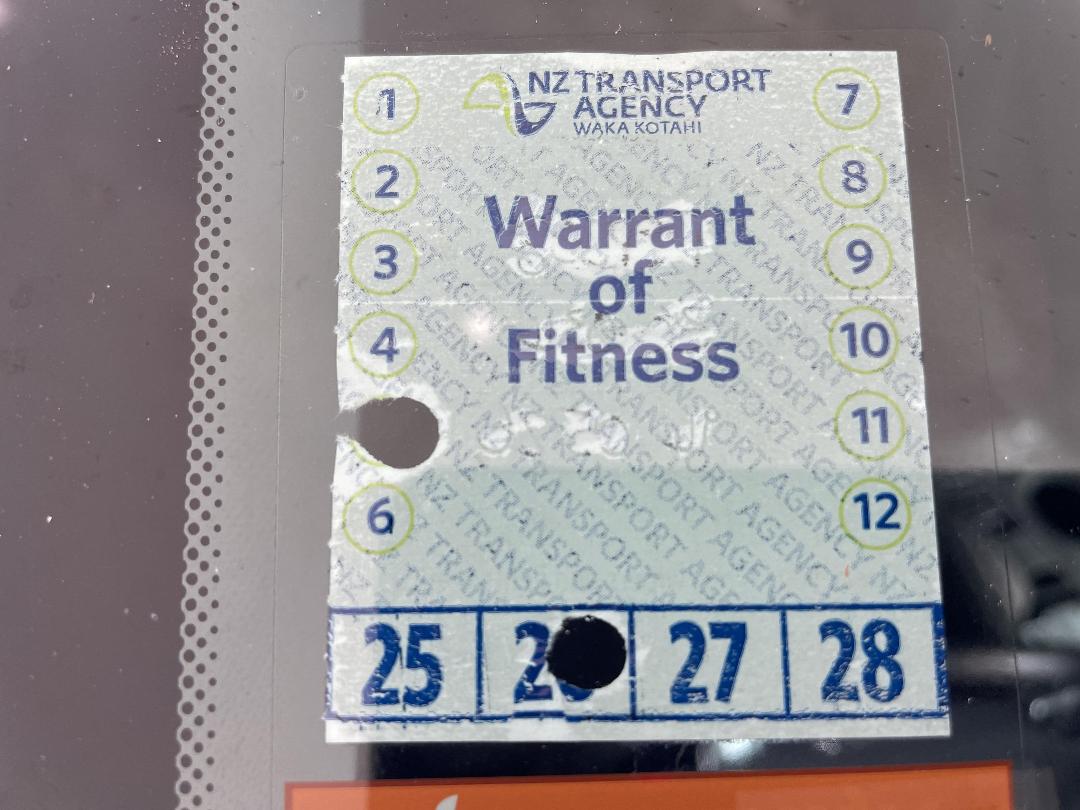 NZ TRANSPORT
AGENCY
WAKA KOTAHI
Warrant
of
Fitness
1
2
3
4
6
7
8
9
10
11
12
25
2
27
28